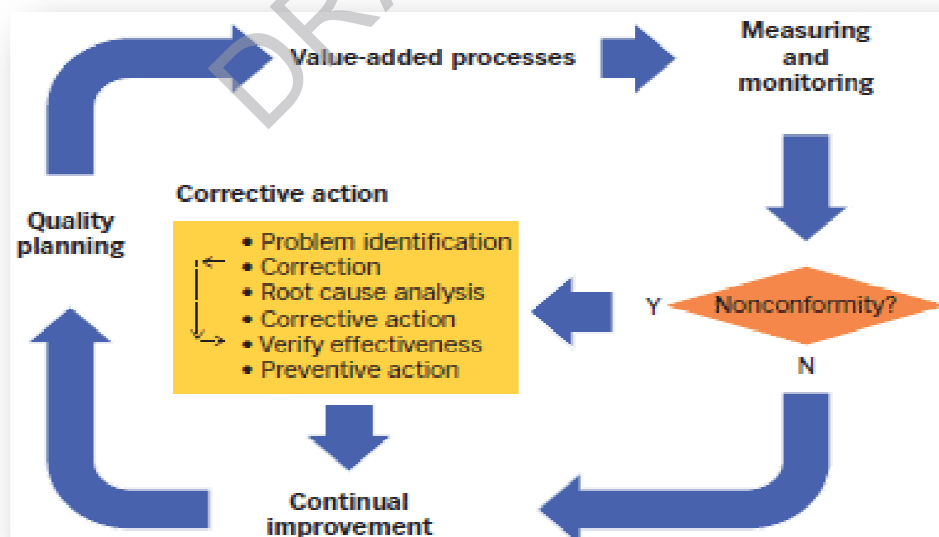 DRA
Value-added processes
Measuring
and
monitoring
Corrective action
Quality
planning
• Problem identification
• Correction
• Root cause analysis
• Corrective action
• Verify effectiveness
• Preventive action
Y
Nonconformity?
N
Continual
improvement